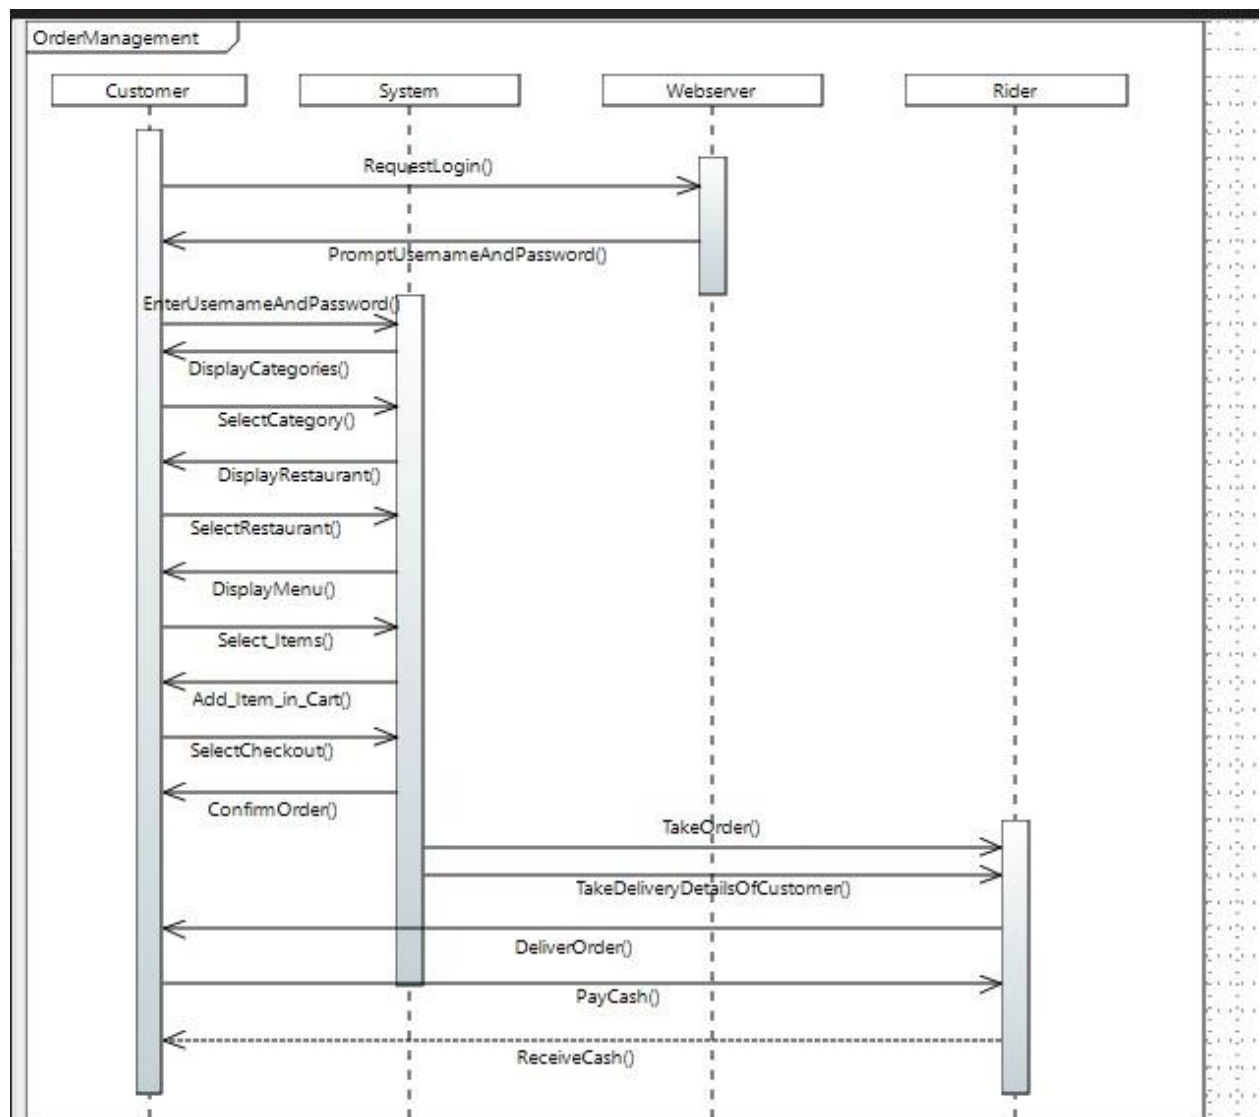 OrderManagement
Customer
System
Webserver
Rider
RequestLogin()
PromptUsernameAndPassword()
EnterUsernameAndPassword()
DisplayCategories()
SelectCategory()
DisplayRestaurant()
SelectRestaurant()
DisplayMenu()
Select_Items()
Add_Item_in_Cart()
SelectCheckout()
ConfirmOrder()
TakeOrder()
TakeDeliveryDetailsOfCustomer()
DeliverOrder()
PayCash()
ReceiveCash()